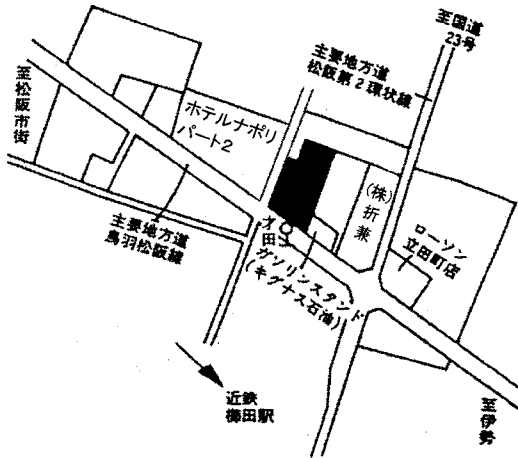 至国道
23号
主要地方道
松阪第2環状線
至松阪市街
ホテルナポリ
パート2
(株)折兼
ローソン
立田町店
主要地方道
鳥羽松阪線
才田
ガソリンスタンド
(キグナス石油)
近鉄
櫛田駅
至伊勢